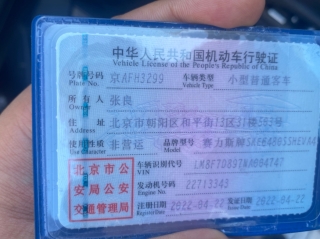 中华人民共和国机动车行驶证
Vehicle License of the People's Republic of China
号牌号码 京AFH3299 车辆类型 小型普通客车
Plate No. Vehicle Type
所有人 张良
Owner
住址 北京市朝阳区和平街13区
Address
使用性质 非营运 品牌型号 赛力斯牌
Use Character Model
北京市公
安局公安
交通管理局
车辆识别代号
VIN
发动机号码 22713343
Engine No.
注册日期 2022-04-22 发证日期 2022-04-22
Register Date Issue Date